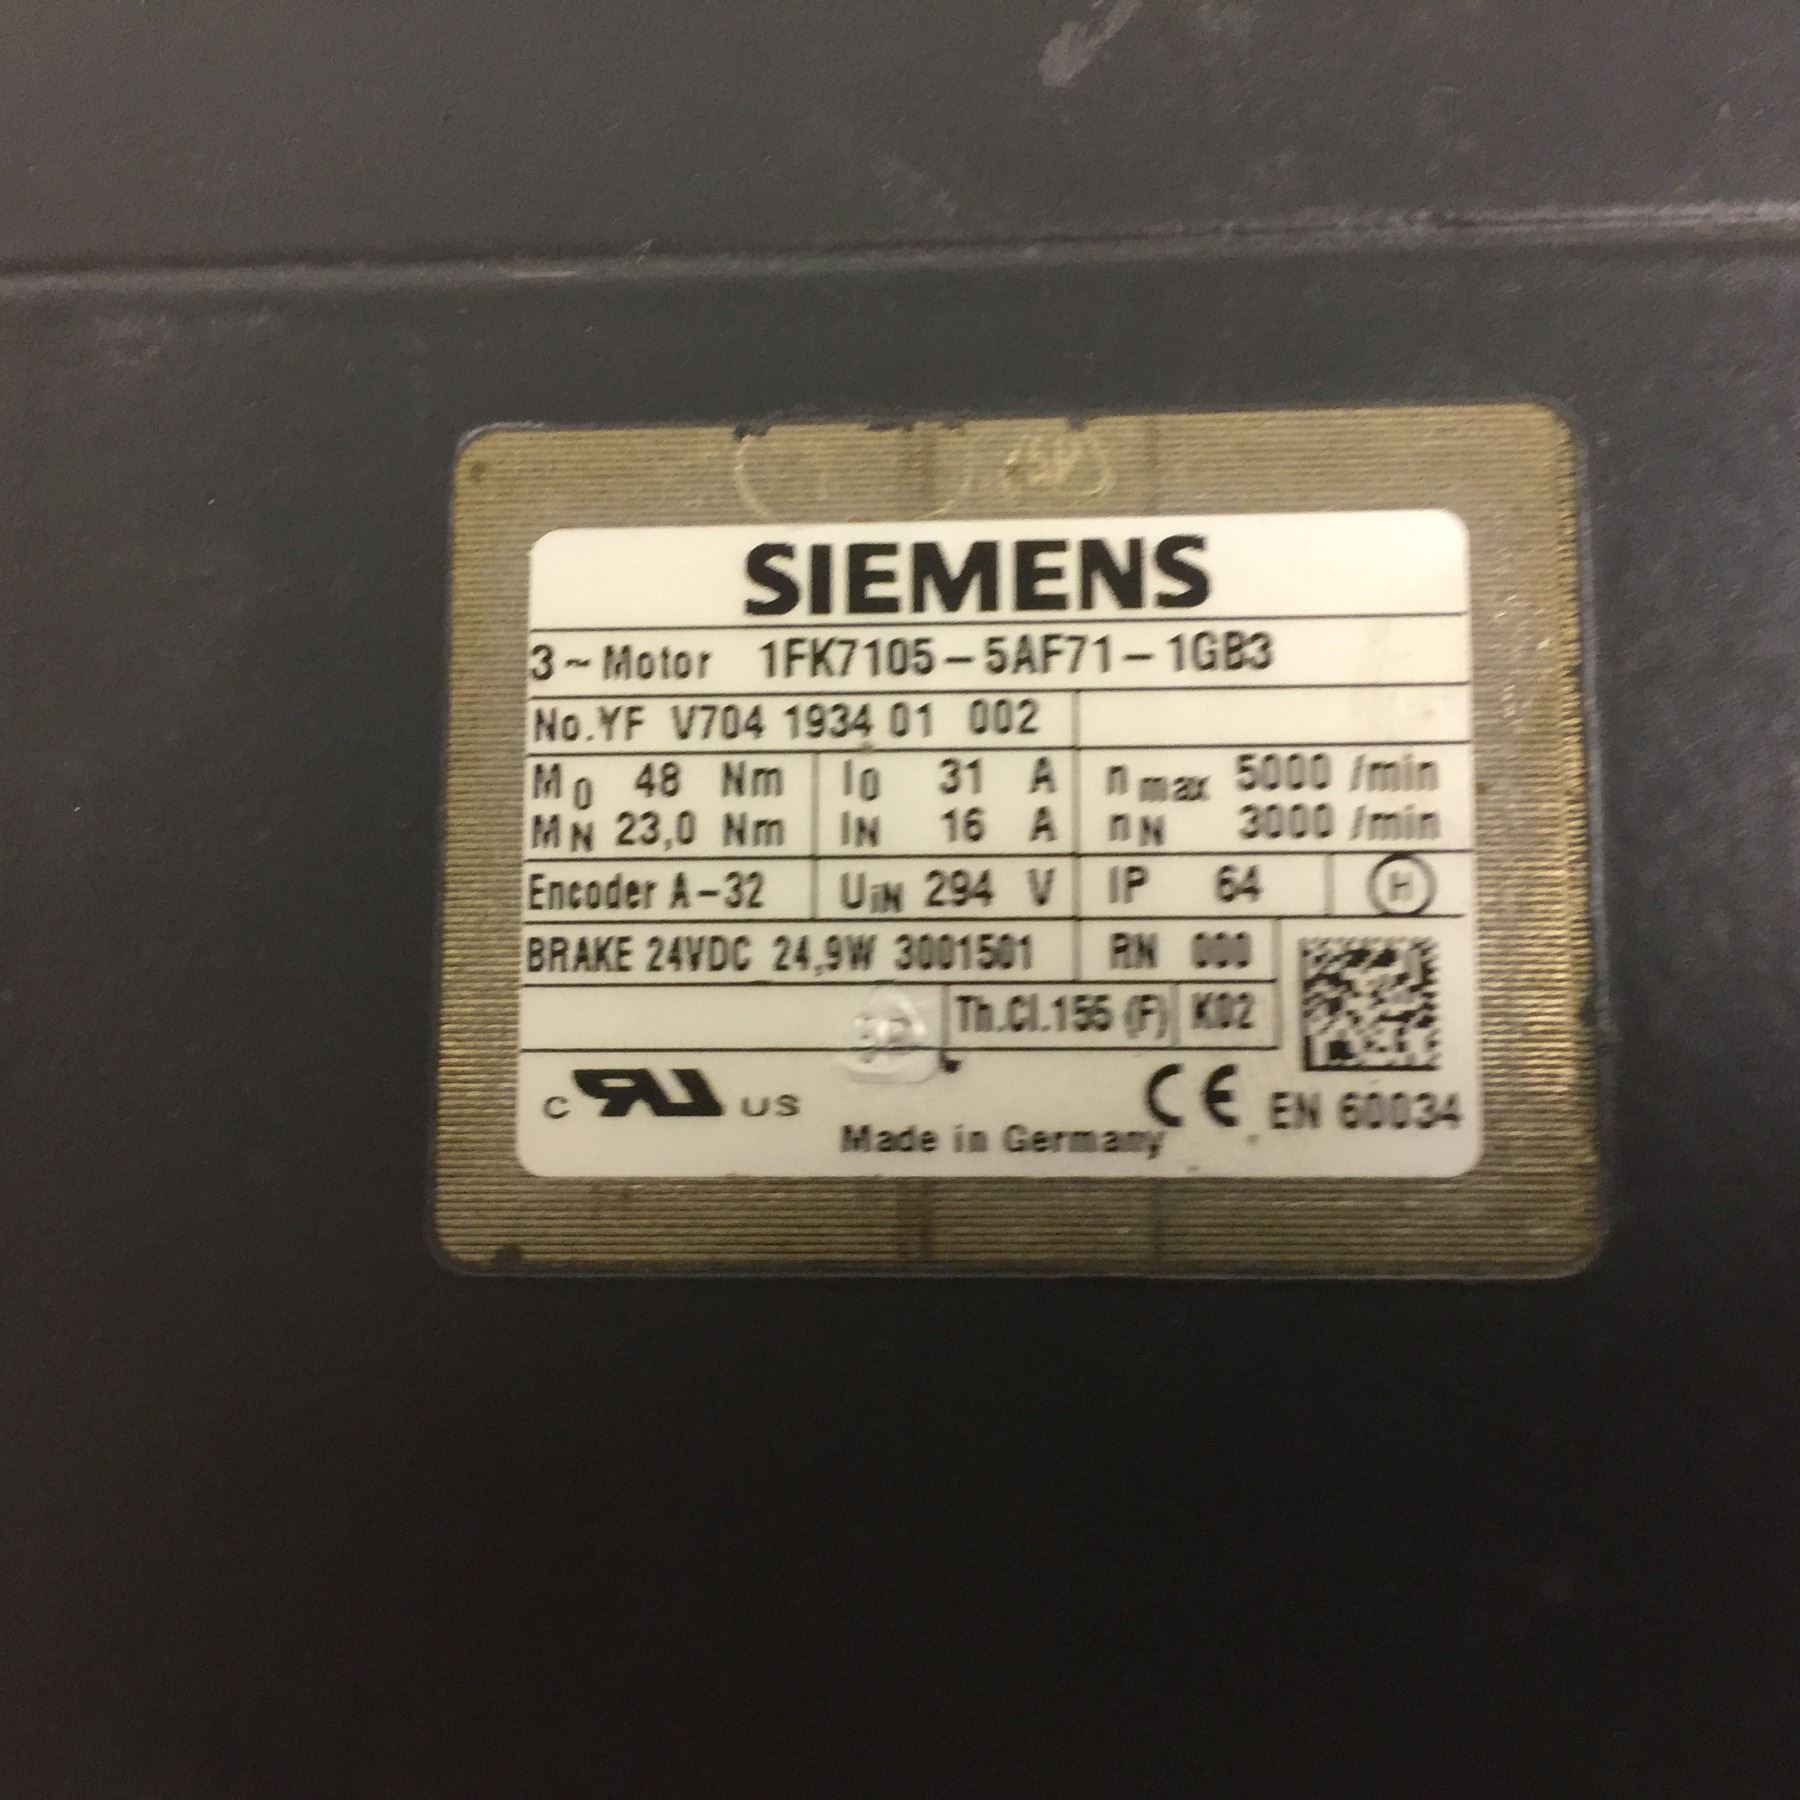 SIEMENS
3~Motor 1FK7105-5AF71-1GB3
No.YF V704 1934 01 002
M0 48 Nm I0 31 A nmax 5000 /min
MN 23,0 Nm IN 16 A nN 3000 /min
Encoder A-32 UiN 294 V IP 64 H
BRAKE 24VDC 24,9W 3001501 RN 000
Th.Cl.155 (F) K02
C US CE EN 60034
Made in Germany